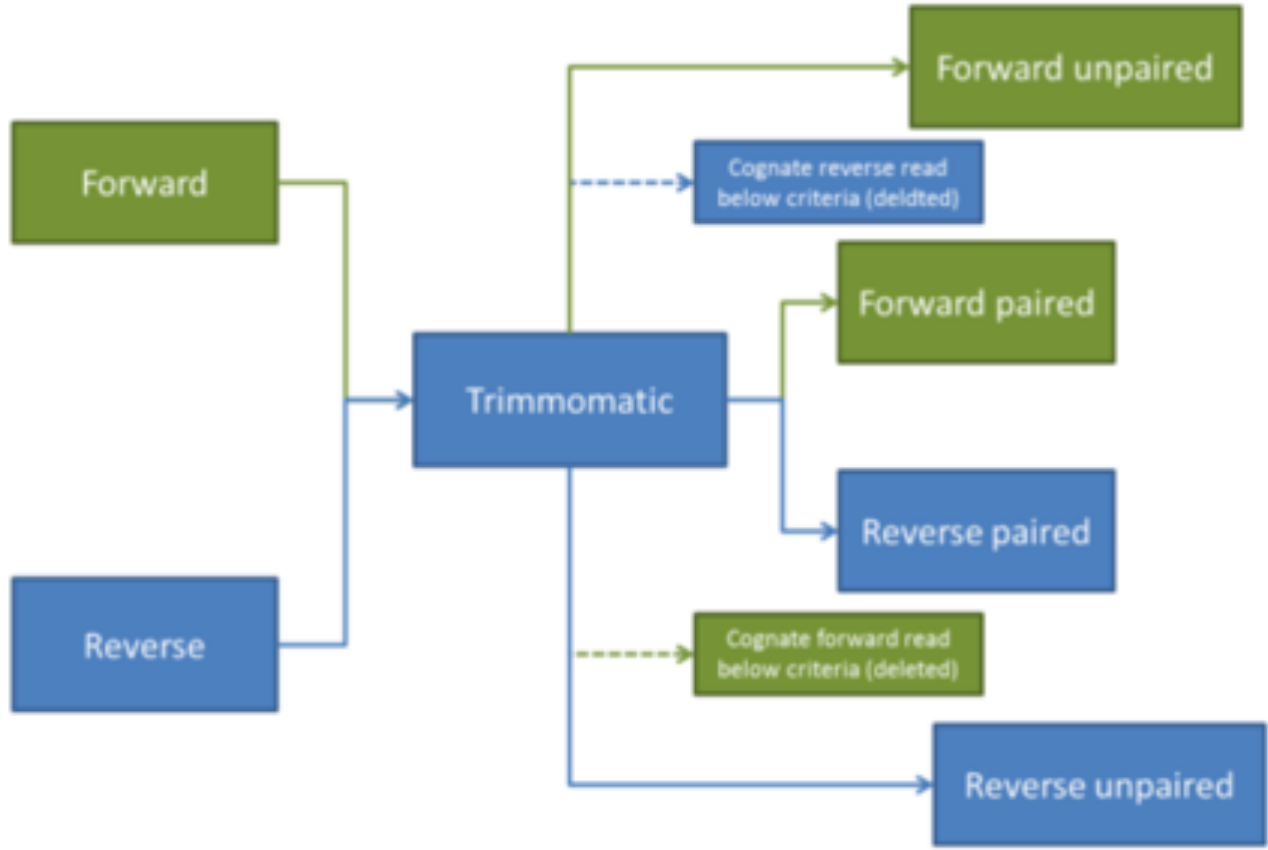 Forward unpaired
Forward
Cognate reverse read
below criteria (deldted)
Forward paired
Trimmomatic
Reverse paired
Reverse
Cognate forward read
below criteria (deleted)
Reverse unpaired